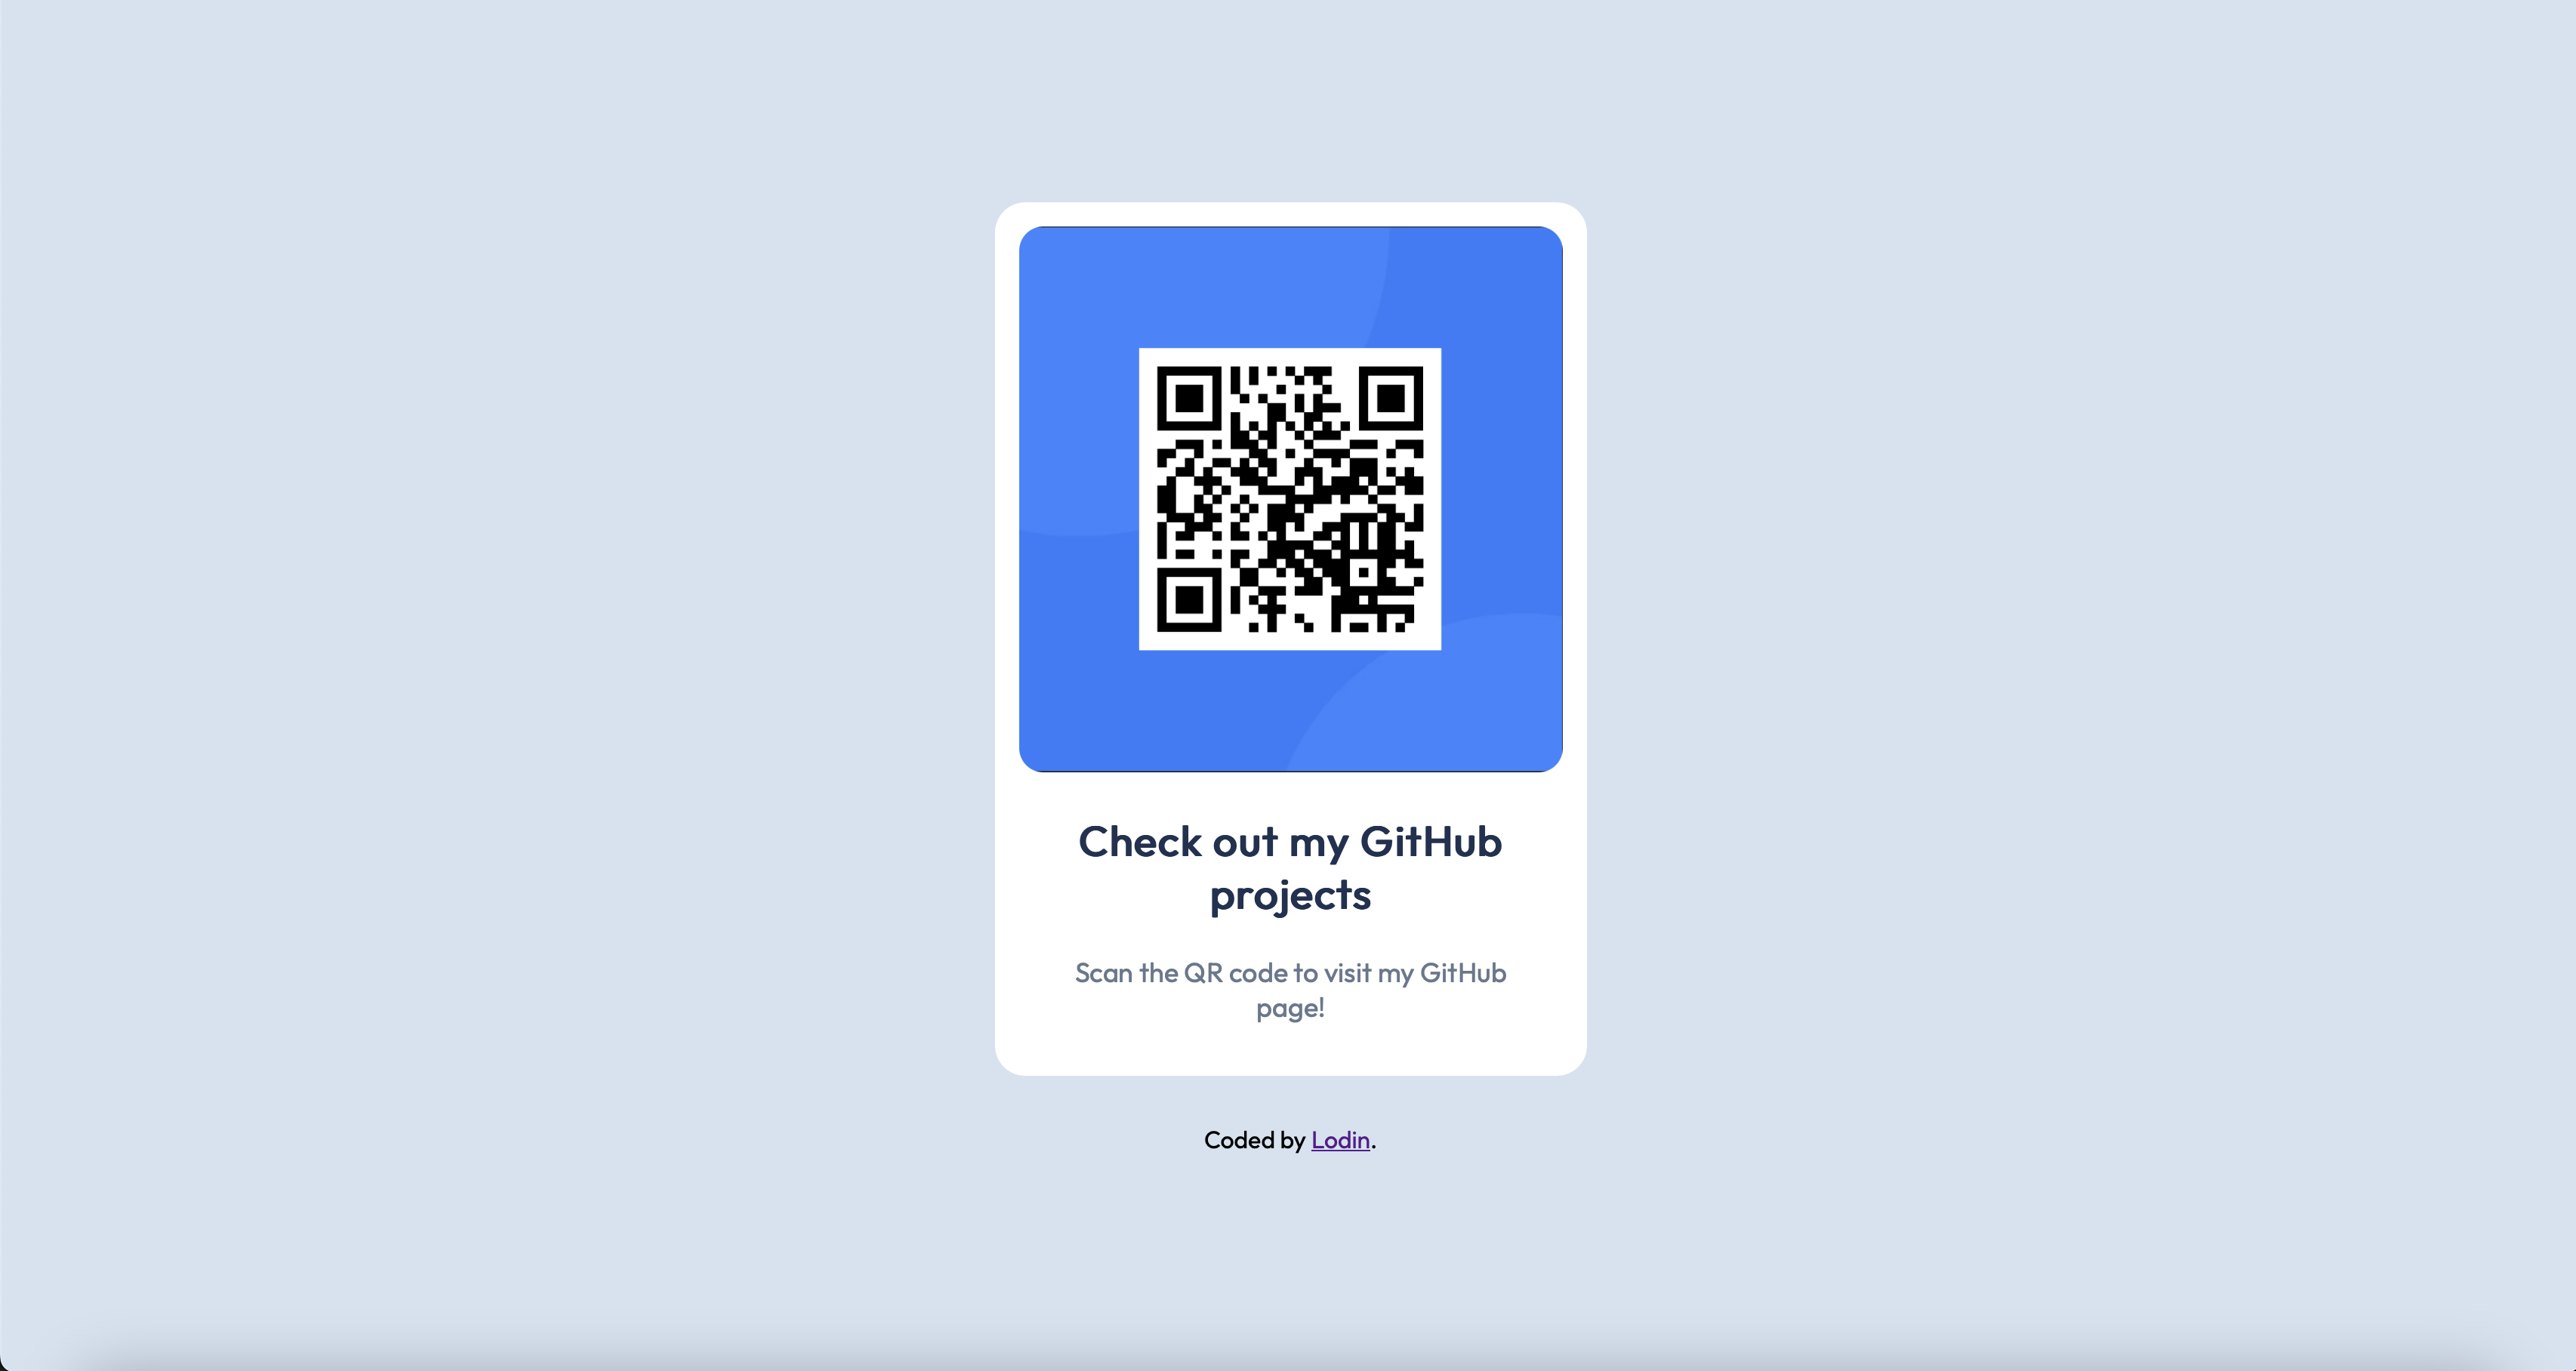 Check out my GitHub
projects
Scan the QR code to visit my GitHub
page!
Coded by Lodin.